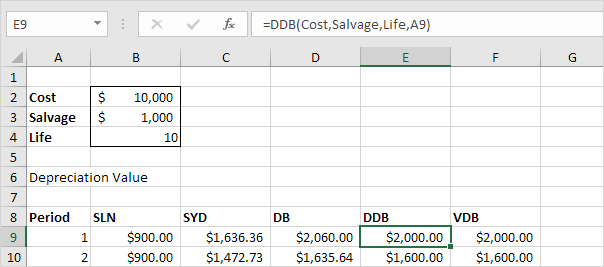 E9 fx =DDB(Cost,Salvage,Life,A9)
A B C D E F G
1
2 Cost $ 10,000
3 Salvage $ 1,000
4 Life 10
5
6 Depreciation Value
7
8 Period SLN SYD DB DDB VDB
9 1 $900.00 $1,636.36 $2,060.00 $2,000.00 $2,000.00
10 2 $900.00 $1,472.73 $1,635.64 $1,600.00 $1,600.00